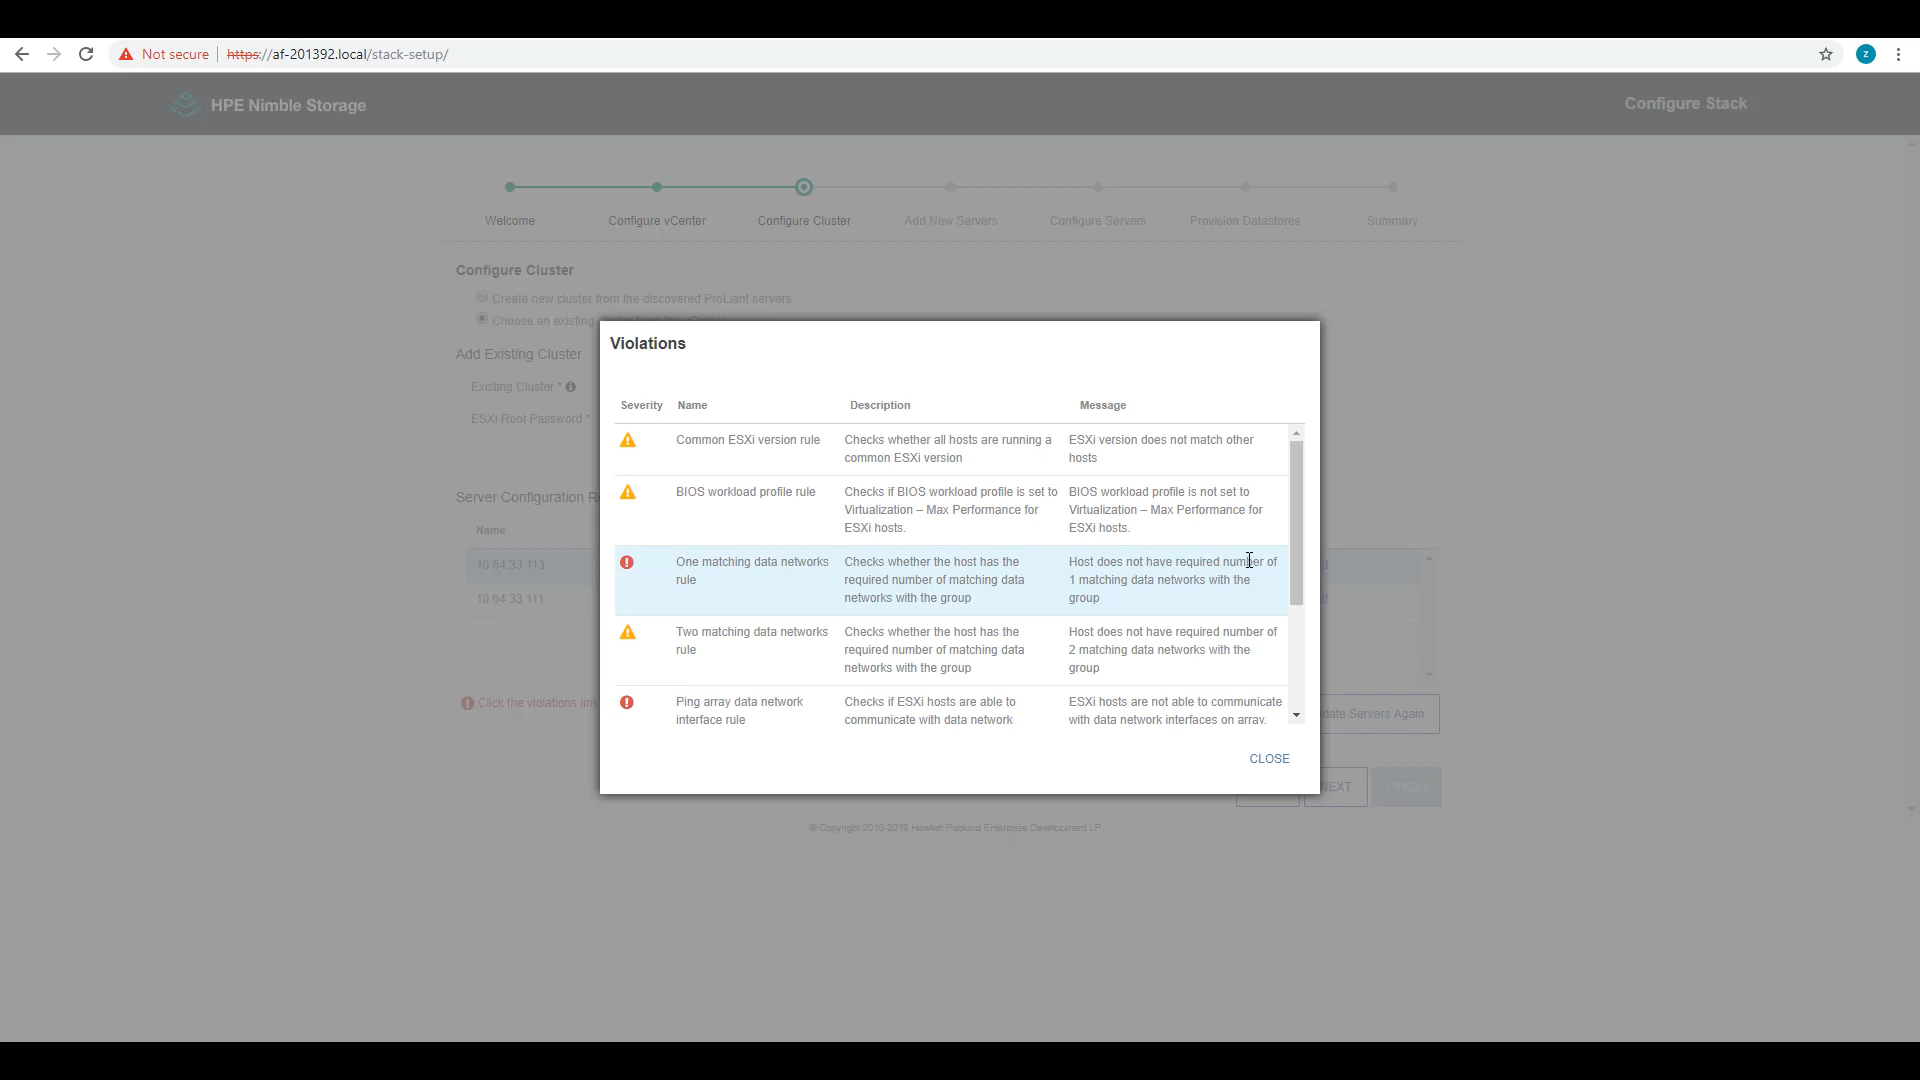 Not secure https://af-201392.local/stack-setup/ z
HPE Nimble Storage Configure Stack
Welcome Configure vCenter Configure Cluster Add New Servers Configure Servers Provision Datastores Summary
Configure Cluster
Create new cluster from the discovered ProLiant servers
Choose an existing
Violations
Add Existing Cluster
Existing Cluster *
ESXi Root Password *
Severity Name Description Message
Common ESXi version rule Checks whether all hosts are running a ESXi version does not match other
common ESXi version hosts
BIOS workload profile rule Checks if BIOS workload profile is set to BIOS workload profile is not set to
Virtualization – Max Performance for Virtualization – Max Performance for
ESXi hosts. ESXi hosts.
Server Configuration
Name
10.64.33.113
10.64.33.111
One matching data networks Checks whether the host has the Host does not have required number of
rule required number of matching data 1 matching data networks with the
networks with the group group
Two matching data networks Checks whether the host has the Host does not have required number of
rule required number of matching data 2 matching data networks with the
networks with the group group
Ping array data network Checks if ESXi hosts are able to ESXi hosts are not able to communicate
interface rule communicate with data network with data network interfaces on array.
Click the violations link
Servers Again
CLOSE
NEXT FINISH
© Copyright 2010-2019 Hewlett Packard Enterprise Development LP